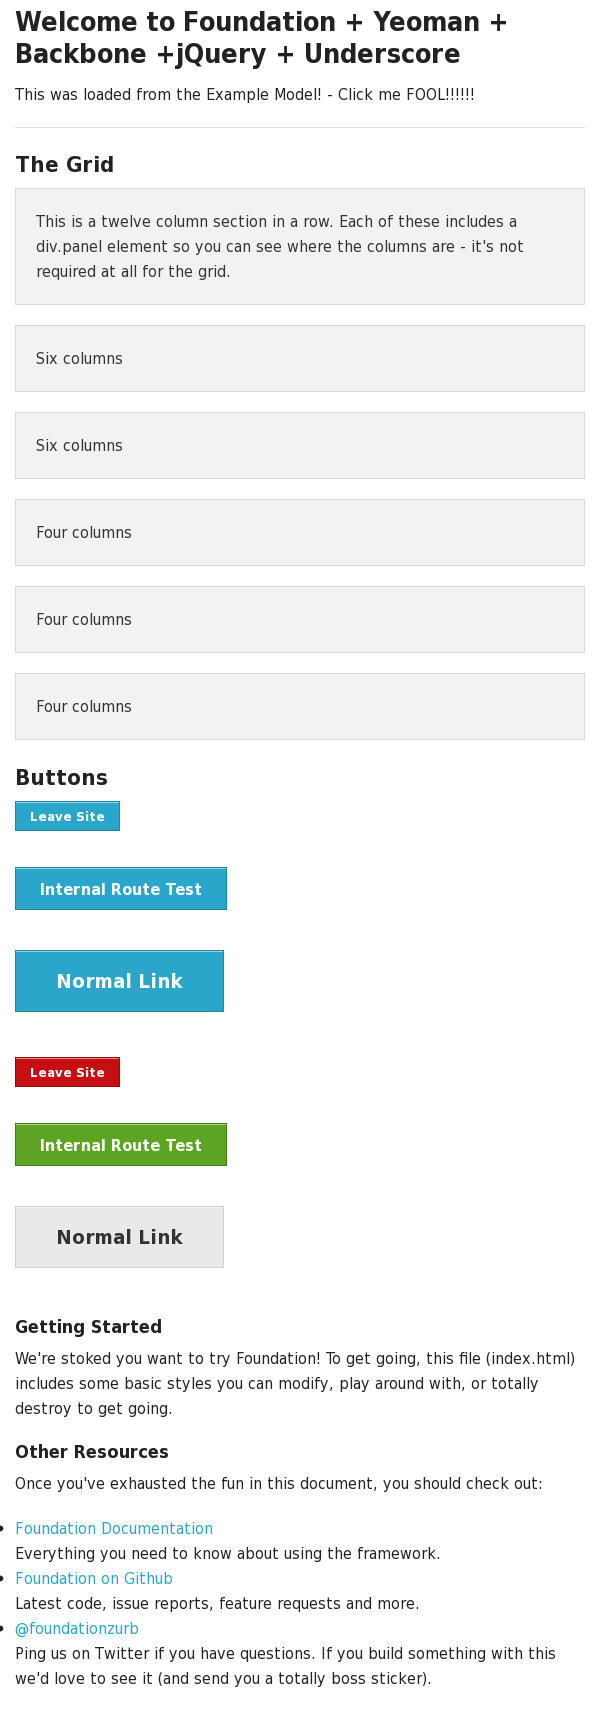 Welcome to Foundation + Yeoman +
Backbone +jQuery + Underscore
This was loaded from the Example Model! - Click me FOOL!!!!!!
The Grid
This is a twelve column section in a row. Each of these includes a
div.panel element so you can see where the columns are - it's not
required at all for the grid.
Six columns
Six columns
Four columns
Four columns
Four columns
Buttons
Leave Site
Internal Route Test
Normal Link
Leave Site
Internal Route Test
Normal Link
Getting Started
We're stoked you want to try Foundation! To get going, this file (index.html)
includes some basic styles you can modify, play around with, or totally
destroy to get going.
Other Resources
Once you've exhausted the fun in this document, you should check out:
Foundation Documentation
Everything you need to know about using the framework.
Foundation on Github
Latest code, issue reports, feature requests and more.
@foundationzurb
Ping us on Twitter if you have questions. If you build something with this
we'd love to see it (and send you a totally boss sticker).